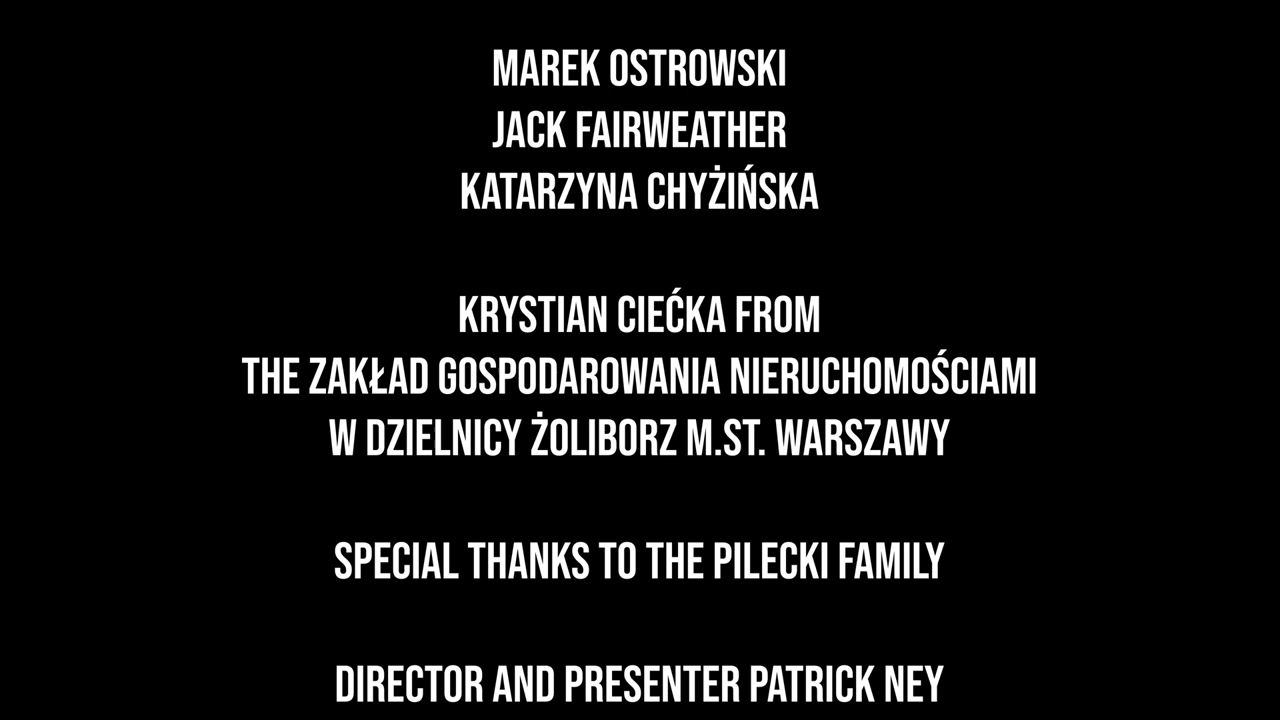 MAREK OSTROWSKI
JACK FAIRWEATHER
KATARZYNA CHYŻIŃSKA
KRYSTIAN CIEĆKA FROM
THE ZAKŁAD GOSPODAROWANIA NIERUCHOMOŚCIAMI
W DZIELNICY ŻOLIBORZ M.ST. WARSZAWY
SPECIAL THANKS TO THE PILECKI FAMILY
DIRECTOR AND PRESENTER PATRICK NEY